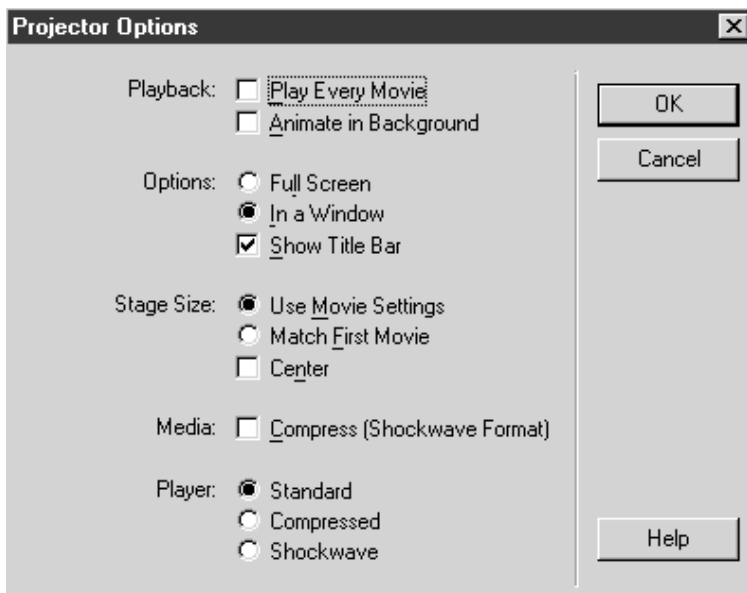 Projector Options
Playback: Play Every Movie
Animate in Background
Options: Full Screen
In a Window
Show Title Bar
Stage Size: Use Movie Settings
Match First Movie
Center
Media: Compress (Shockwave Format)
Player: Standard
Compressed
Shockwave
OK
Cancel
Help